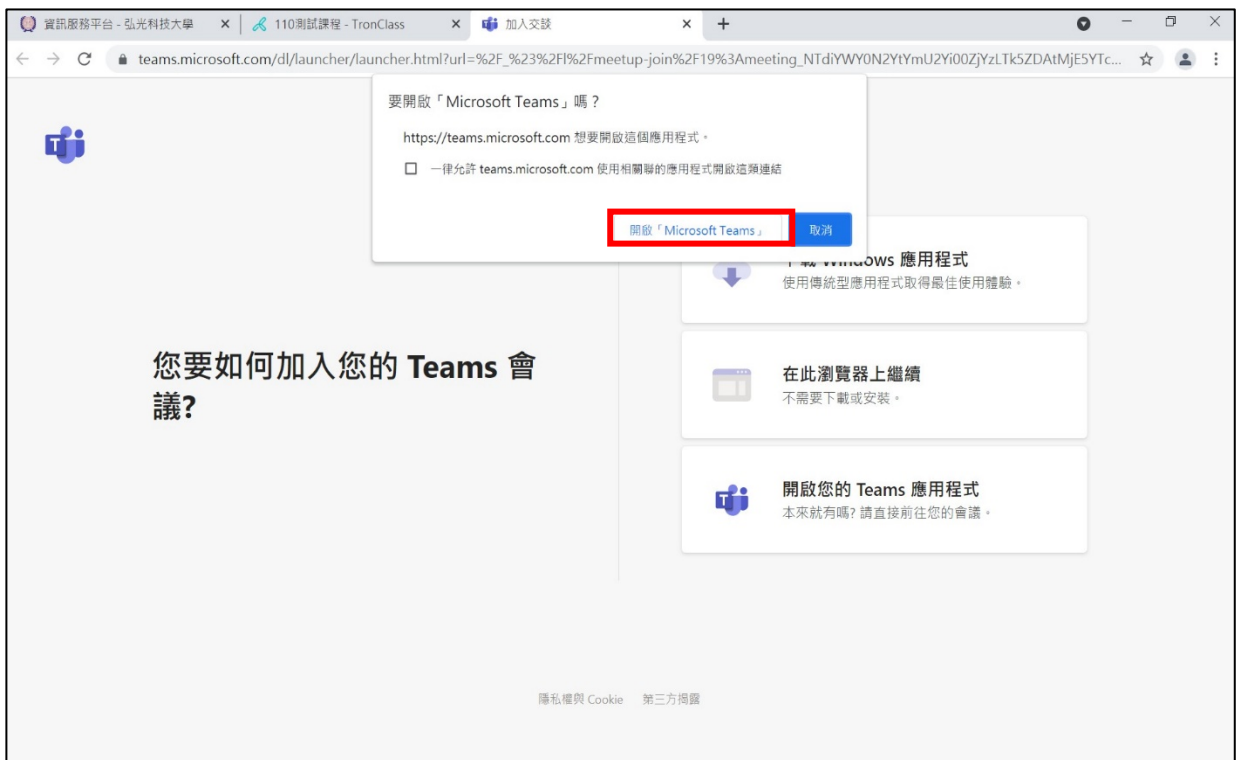 資訊服務平台 - 弘光科技大學
110測試課程 - TronClass
加入交談
teams.microsoft.com/dl/launcher/launcher.html?url=%2F_%23%2Fl%2Fmeetup-join%2F19%3Ameeting_NTdiYWY0N2YtYmU2Yi00ZjYzLTk5ZDAtMjE5YTc...
要開啟「Microsoft Teams」嗎？
https://teams.microsoft.com 想要開啟這個應用程式。
一律允許 teams.microsoft.com 使用相關聯的應用程式開啟這類連結
開啟「Microsoft Teams」
取消
下載 Windows 應用程式
使用傳統型應用程式取得最佳使用體驗。
您要如何加入您的 Teams 會
議?
在此瀏覽器上繼續
不需要下載或安裝。
開啟您的 Teams 應用程式
本來就有嗎? 請直接前往您的會議。
隱私權與 Cookie
第三方揭露